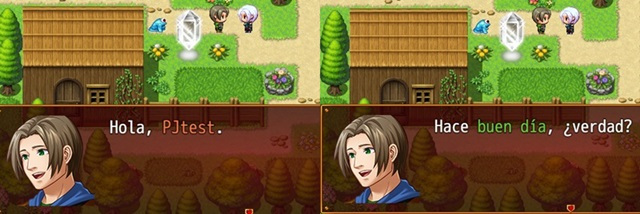 Hola, PJtest.
Hace buen día, ¿verdad?